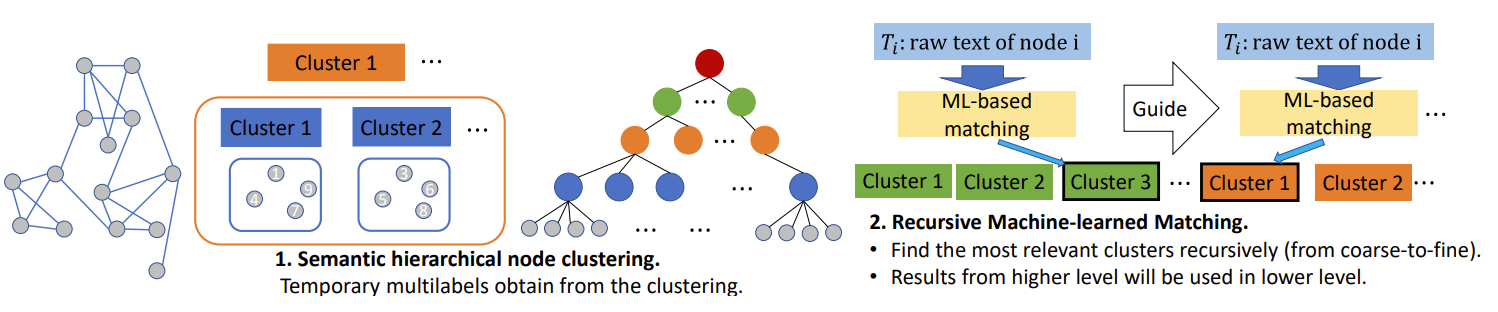 Cluster 1 ...
Cluster 1 Cluster 2 ...
1 9 4 7
3 6 5 8
1. Semantic hierarchical node clustering.
Temporary multilabels obtain from the clustering.
... 
...
...
... ...
T_i: raw text of node i
ML-based
matching
Guide
T_i: raw text of node i
ML-based
matching
...
Cluster 1 Cluster 2 Cluster 3 ... Cluster 1 Cluster 2 ...
2. Recursive Machine-learned Matching.
• Find the most relevant clusters recursively (from coarse-to-fine).
• Results from higher level will be used in lower level.